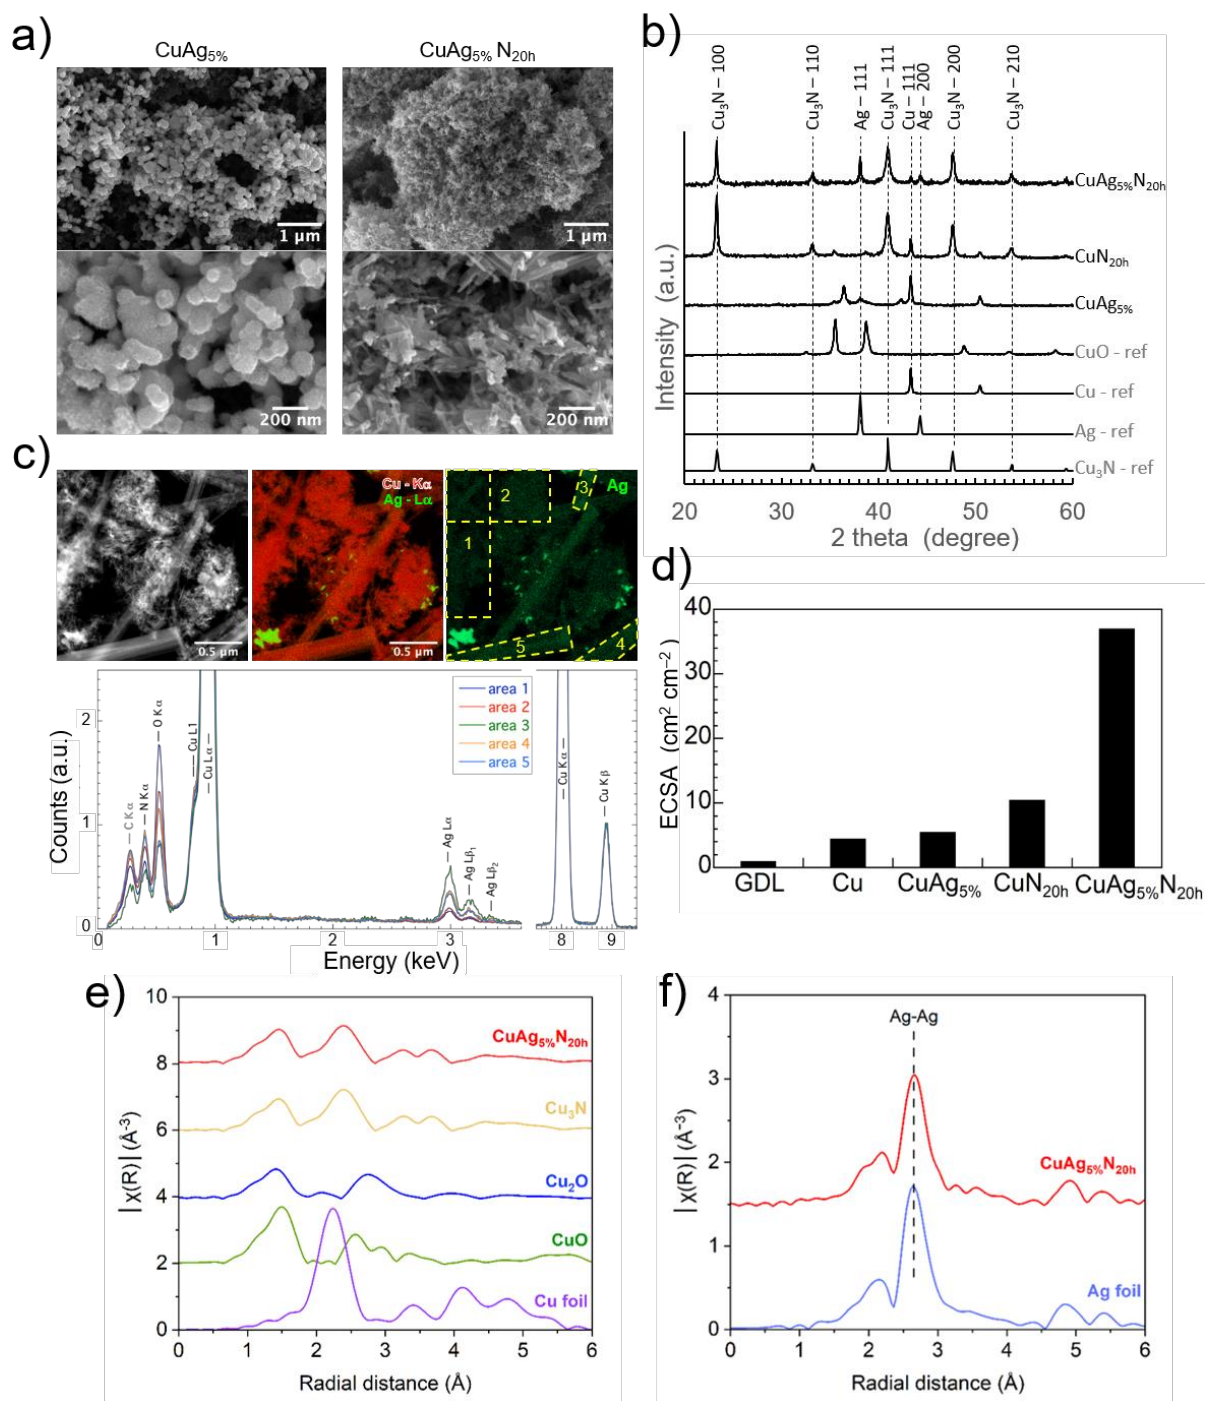 a)
CuAg5%
CuAg5% N20h
1 µm
1 µm
200 nm
200 nm
b)
Cu3N – 100
Cu3N – 110
Ag – 111
Cu3N – 111
Cu – 111
Ag – 200
Cu3N – 200
Cu3N – 210
CuAg5%N20h
CuN20h
CuAg5%
CuO - ref
Cu - ref
Ag - ref
Cu3N - ref
Intensity (a.u.)
20 30 40 50 60
2 theta (degree)
c)
Cu - Kα
Ag - Lα
0.5 µm
0.5 µm
Ag
1
2
3
4
5
area 1
area 2
area 3
area 4
area 5
C Kα
N Kα
O Kα
Cu L1
Cu Lα
Ag Lα
Ag Lβ1
Ag Lβ2
Cu Kα
Cu Kβ
Counts (a.u.)
2
1
0
0 1 2 3 8 9
Energy (keV)
d)
ECSA (cm2 cm–2)
40
30
20
10
0
GDL Cu CuAg5% CuN20h CuAg5%N20h
e)
|χ(R)| (Å-3)
10
8
6
4
2
0
CuAg5%N20h
Cu3N
Cu2O
CuO
Cu foil
0 1 2 3 4 5 6
Radial distance (Å)
f)
|χ(R)| (Å-3)
4
3
2
1
0
Ag-Ag
CuAg5%N20h
Ag foil
0 1 2 3 4 5 6
Radial distance (Å)